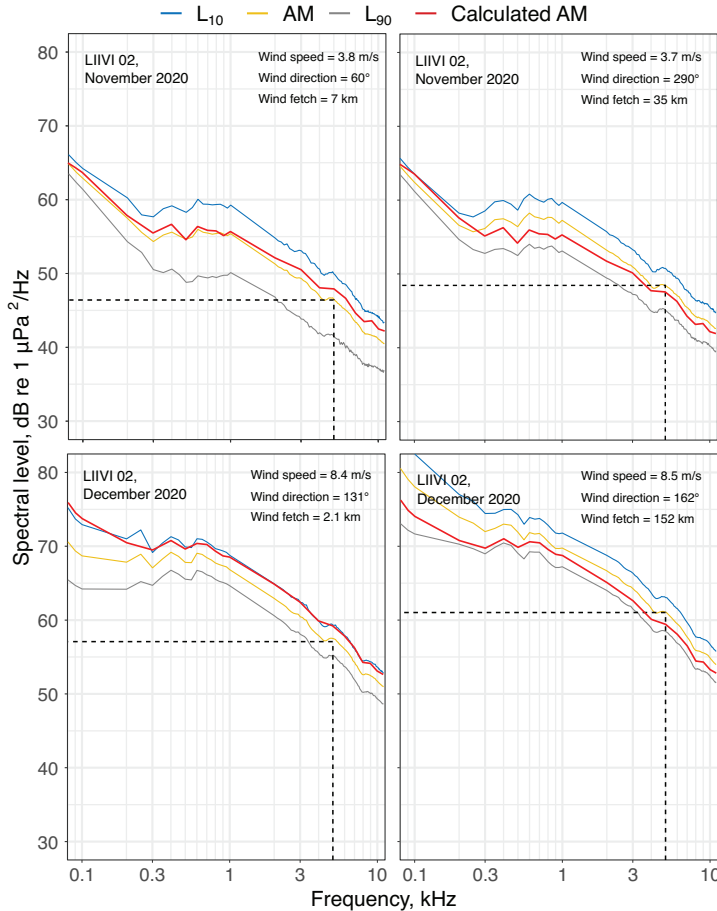 L10 AM L90 Calculated AM
LIIVI 02,
November 2020
Wind speed = 3.8 m/s
Wind direction = 60°
Wind fetch = 7 km
LIIVI 02,
November 2020
Wind speed = 3.7 m/s
Wind direction = 290°
Wind fetch = 35 km
80
70
60
50
40
30
LIIVI 02,
December 2020
Wind speed = 8.4 m/s
Wind direction = 131°
Wind fetch = 2.1 km
LIIVI 02,
December 2020
Wind speed = 8.5 m/s
Wind direction = 162°
Wind fetch = 152 km
80
70
60
50
40
30
Spectral level, dB re 1 µPa ²/Hz
0.1 0.3 1 3 10
0.1 0.3 1 3 10
Frequency, kHz